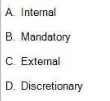 A. Internal
B. Mandatory
C. External
D. Discretionary